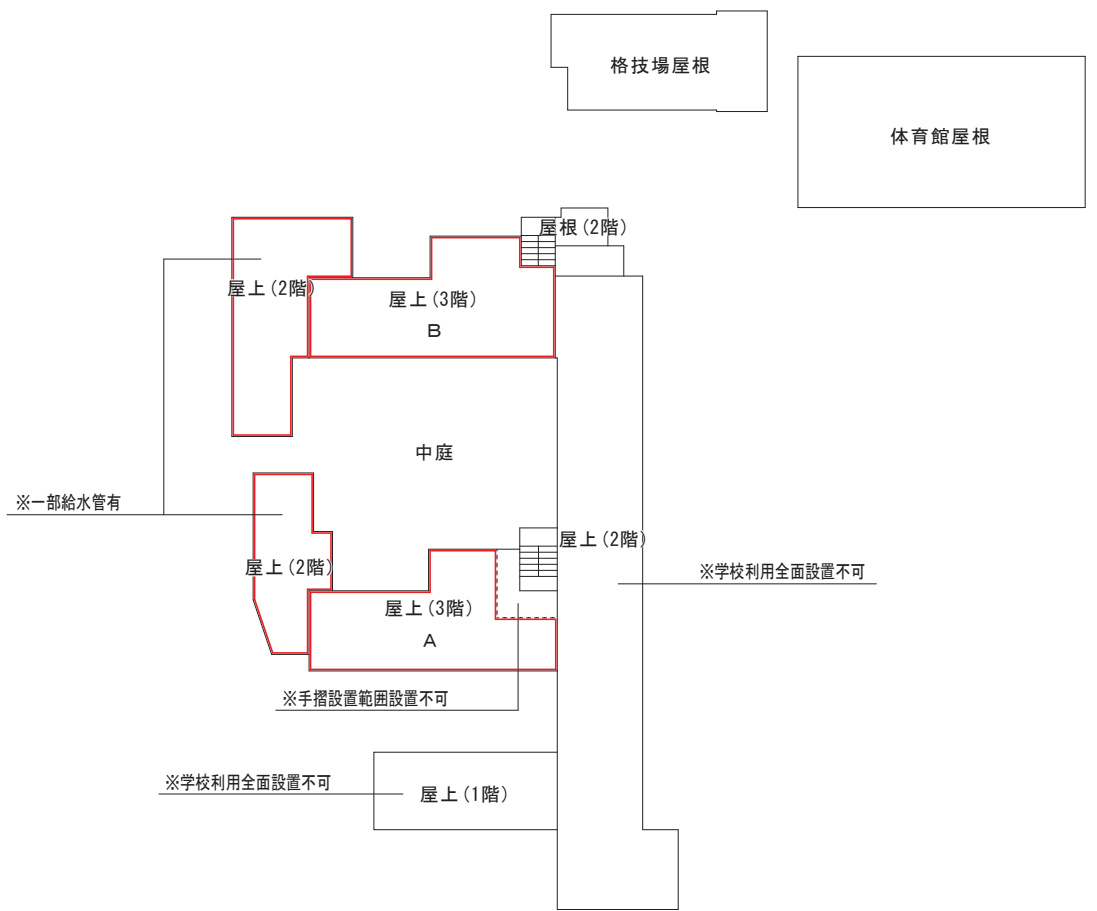 格技場屋根
体育館屋根
屋根(2階)
屋上(2階)
屋上(3階)
B
中庭
※一部給水管有
屋上(2階)
※学校利用全面設置不可
屋上(2階)
屋上(3階)
A
※手摺設置範囲設置不可
※学校利用全面設置不可
屋上(1階)